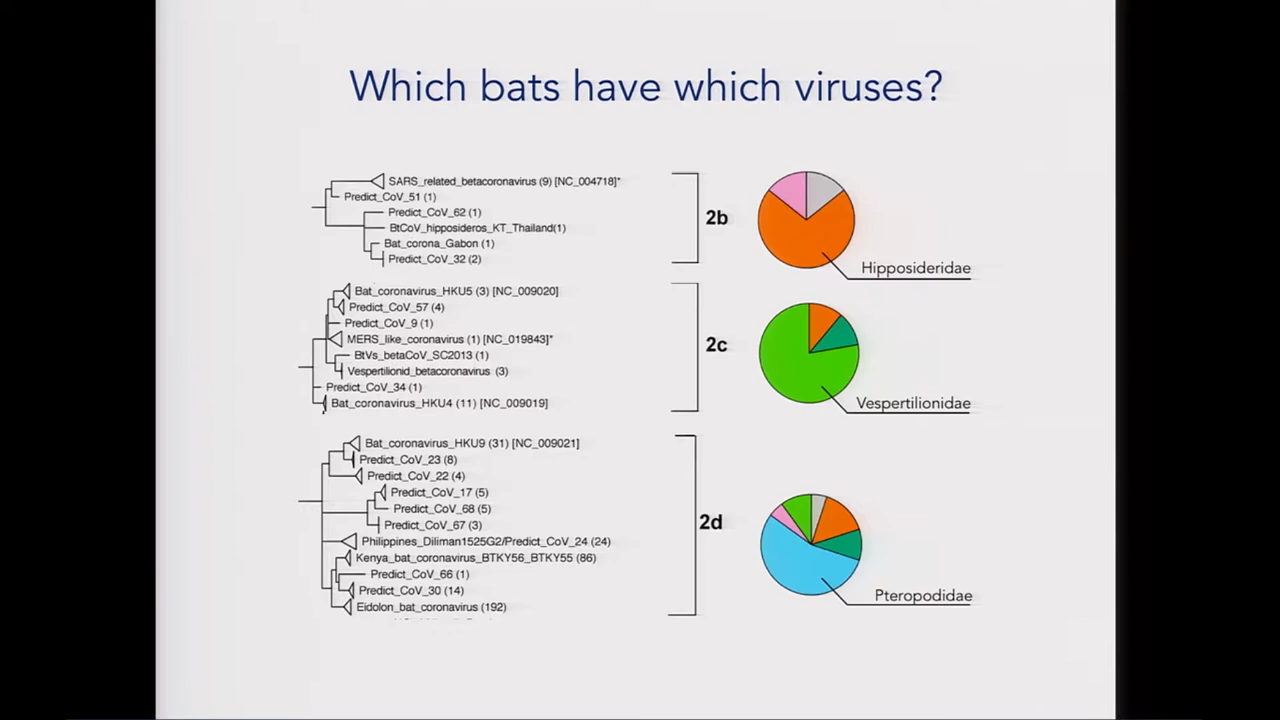 Which bats have which viruses?
SARS_related_betacoronavirus (9) [NC_004718]*
Predict_CoV_51 (1)
Predict_CoV_62 (1)
BtCoV_hipposideros_KT_Thailand(1)
Bat_corona_Gabon (1)
Predict_CoV_32 (2)
2b
Hipposideridae
Bat_coronavirus_HKU5 (3) [NC_009020]
Predict_CoV_57 (4)
Predict_CoV_9 (1)
MERS_like_coronavirus (1) [NC_019843]*
BtVs_betaCoV_SC2013 (1)
Vespertilionid_betacoronavirus (3)
Predict_CoV_34 (1)
Bat_coronavirus_HKU4 (11) [NC_009019]
2c
Vespertilionidae
Bat_coronavirus_HKU9 (31) [NC_009021]
Predict_CoV_23 (8)
Predict_CoV_22 (4)
Predict_CoV_17 (5)
Predict_CoV_68 (5)
Predict_CoV_67 (3)
Philippines_Diliman1525G2/Predict_CoV_24 (24)
Kenya_bat_coronavirus_BTKY56_BTKY55 (86)
Predict_CoV_66 (1)
Predict_CoV_30 (14)
Eidolon_bat_coronavirus (192)
2d
Pteropodidae